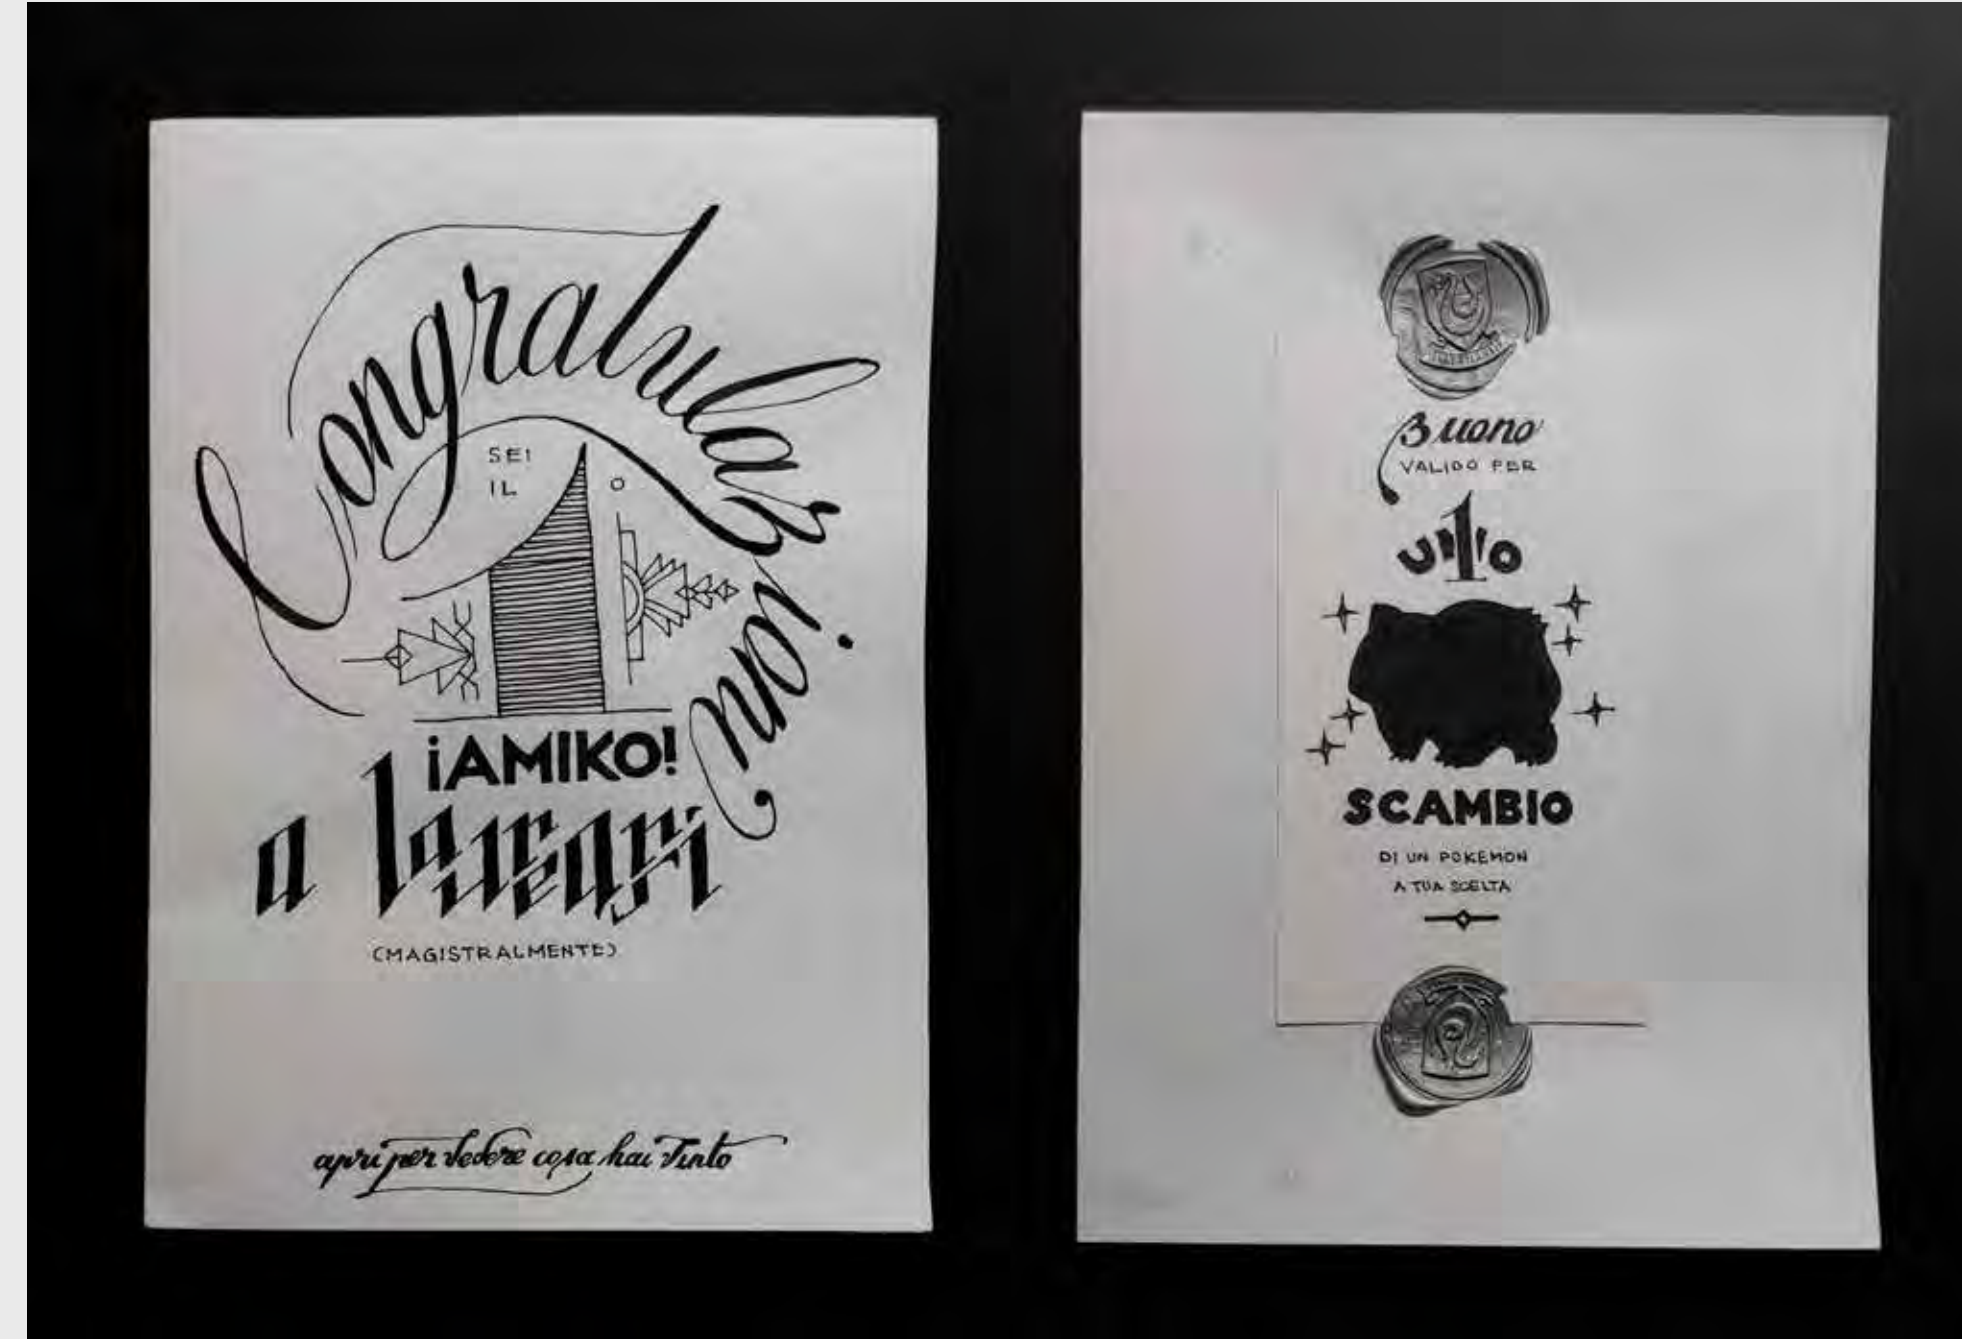 Congratulazioni
SEI
IL 1 o
¡AMIKO!
a laurearsi
(MAGISTRALMENTE)
apri per vedere cosa hai vinto
Buono
VALIDO PER
UNO
SCAMBIO
DI UN POKEMON
A TUA SCELTA